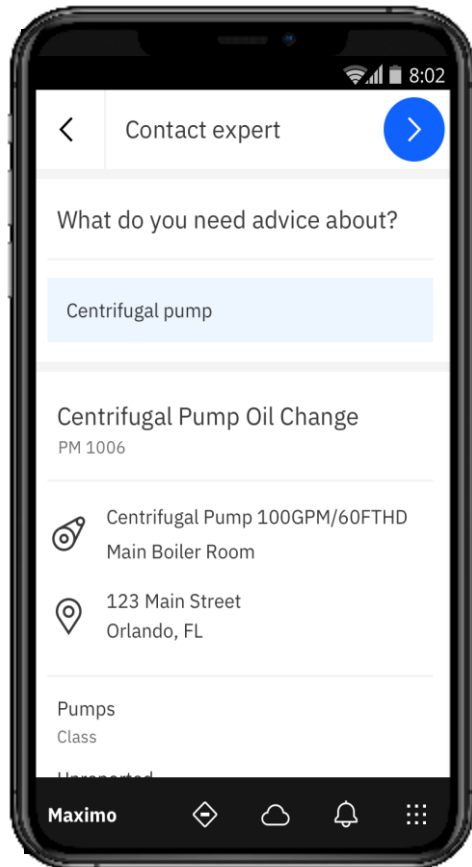 8:02
Contact expert
What do you need advice about?
Centrifugal pump
Centrifugal Pump Oil Change
PM 1006
Centrifugal Pump 100GPM/60FTHD
Main Boiler Room
123 Main Street
Orlando, FL
Pumps
Class
Maximo